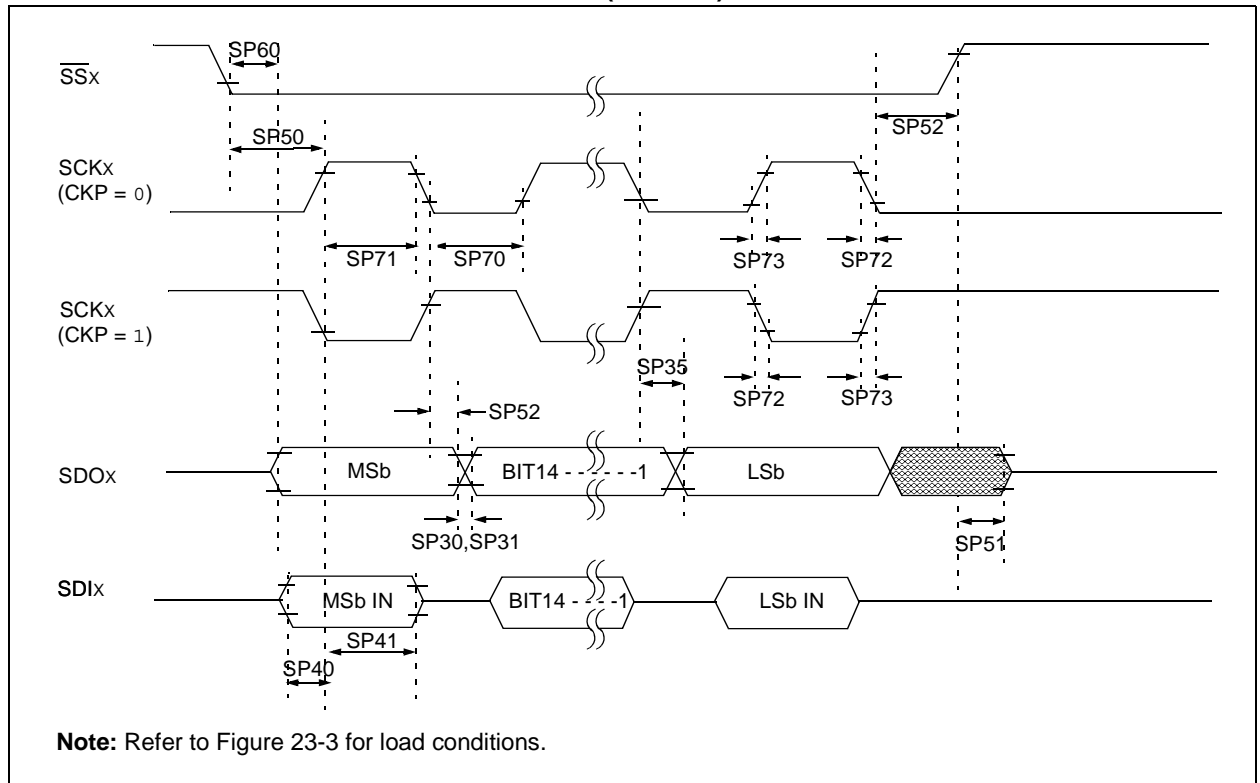 SP60
SSX
SP50
SP52
SCKX
(CKP = 0)
SP71
SP70
SP73
SP72
SCKX
(CKP = 1)
SP35
SP72
SP73
SP52
SDOX
MSb
BIT14 - - - - - -1
LSb
SP30,SP31
SP51
SDIX
MSb IN
BIT14 - - - -1
LSb IN
SP41
SP40
Note: Refer to Figure 23-3 for load conditions.